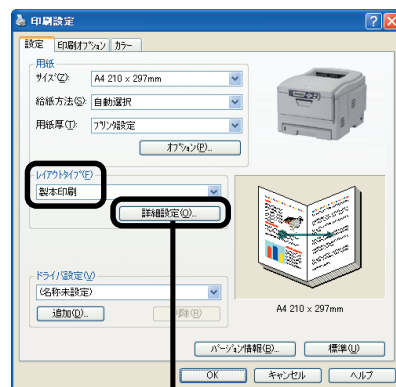 印刷設定
設定 印刷ｵﾌﾟｼｮﾝ カラー
用紙
ｻｲｽﾞ(Z): A4 210 x 297mm
給紙方法(S): 自動選択
用紙厚(T): ﾌﾟﾘﾝﾀ設定
ｵﾌﾟｼｮﾝ(P)...
ﾚｲｱｳﾄﾀｲﾌﾟ(F)
製本印刷
詳細設定(O)...
ﾄﾞﾗｲﾊﾞ設定(V)
<名称未設定>
追加(D)... 削除(R)
A4 210 x 297mm
ﾊﾞｰｼﾞｮﾝ情報(B)... 標準(U)
OK キャンセル ヘルプ